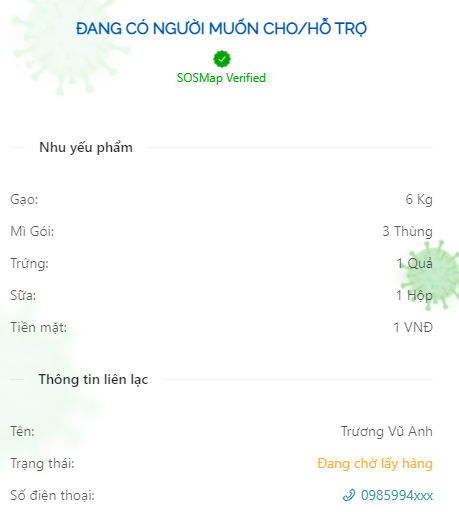 ĐANG CÓ NGƯỜI MUỐN CHO/HỖ TRỢ
SOSMap Verified
Nhu yếu phẩm
Gạo: 6 Kg
Mì Gói: 3 Thùng
Trứng: 1 Quả
Sữa: 1 Hộp
Tiền mặt: 1 VNĐ
Thông tin liên lạc
Tên: Trương Vũ Anh
Trạng thái: Đang chờ lấy hàng
Số điện thoại: 0985994xxx